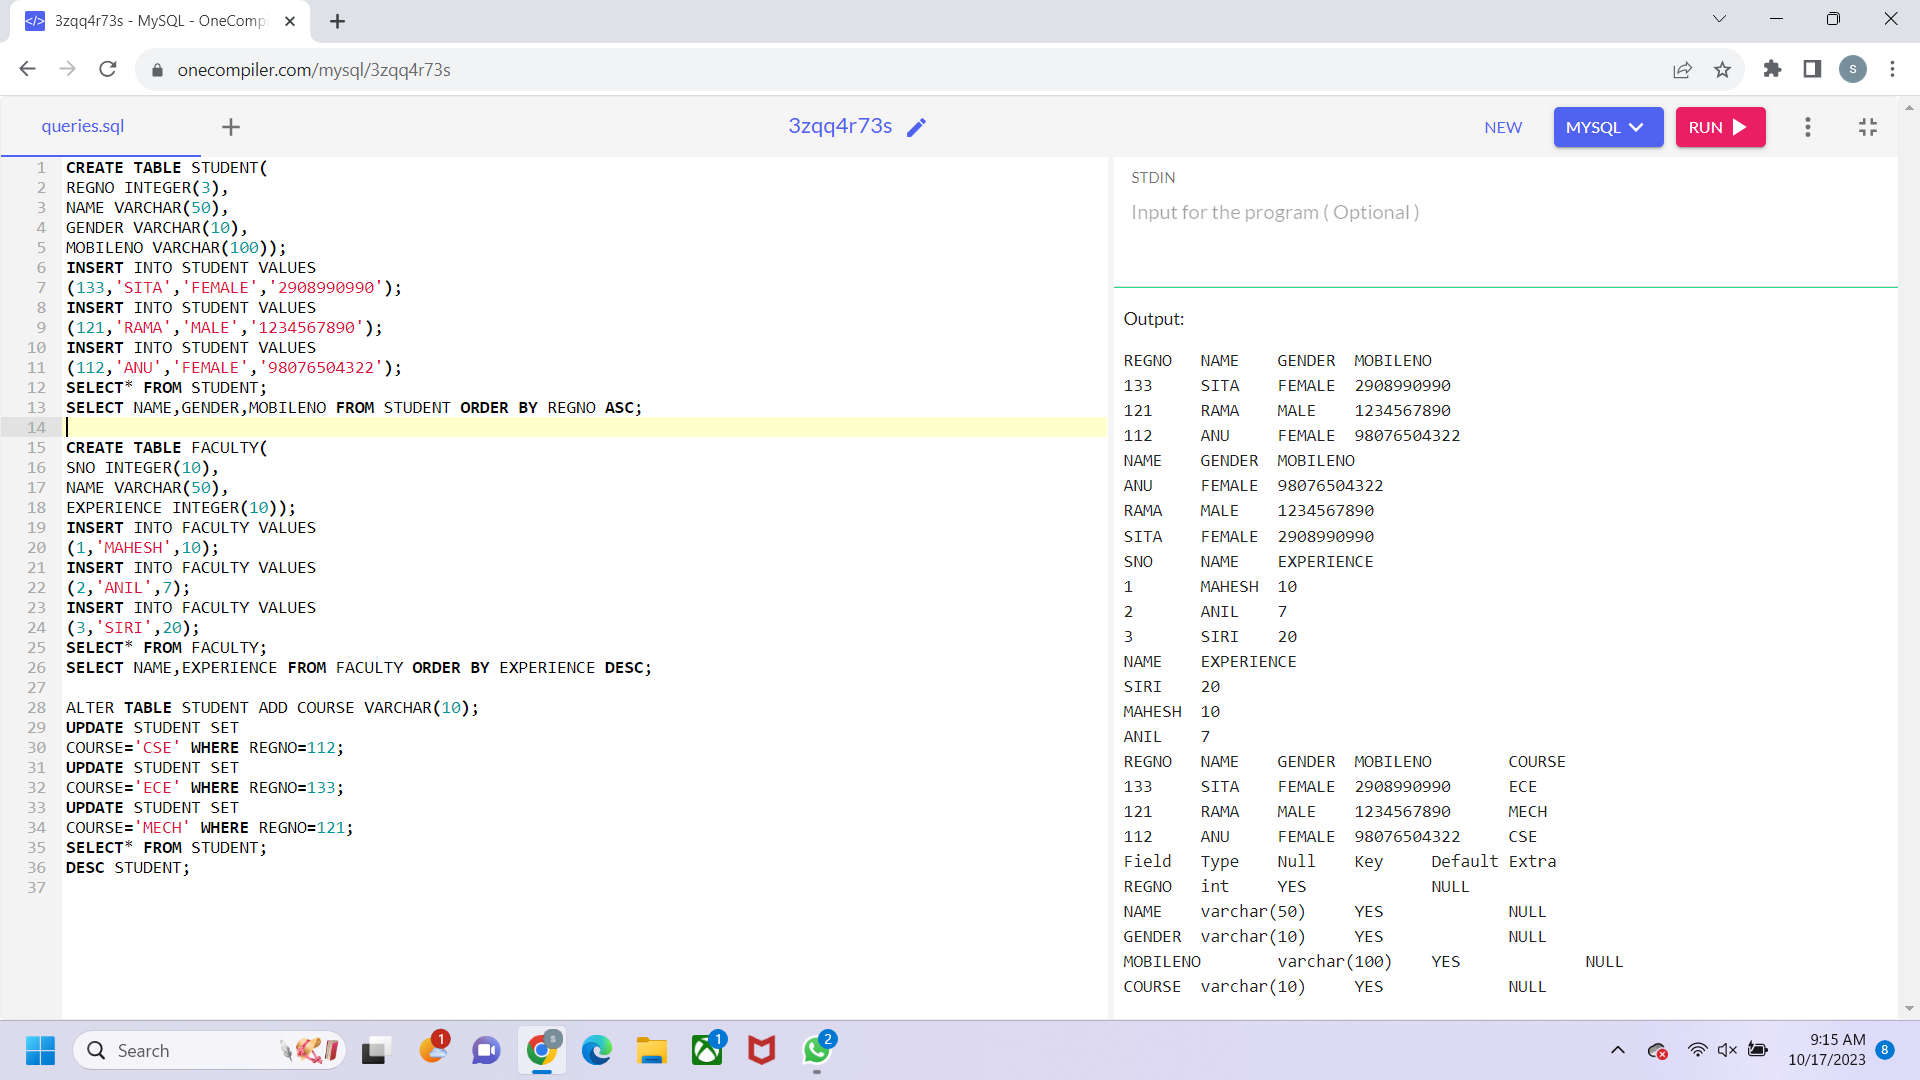 3zqq4r73s - MySQL - OneComp
onecompiler.com/mysql/3zqq4r73s
S
queries.sql
3zqq4r73s
NEW
MYSQL
RUN
1 CREATE TABLE STUDENT(
2 REGNO INTEGER(3),
3 NAME VARCHAR(50),
4 GENDER VARCHAR(10),
5 MOBILENO VARCHAR(100));
6 INSERT INTO STUDENT VALUES
7 (133,'SITA','FEMALE','2908990990');
8 INSERT INTO STUDENT VALUES
9 (121,'RAMA','MALE','1234567890');
10 INSERT INTO STUDENT VALUES
11 (112,'ANU','FEMALE','98076504322');
12 SELECT* FROM STUDENT;
13 SELECT NAME,GENDER,MOBILENO FROM STUDENT ORDER BY REGNO ASC;
14
15 CREATE TABLE FACULTY(
16 SNO INTEGER(10),
17 NAME VARCHAR(50),
18 EXPERIENCE INTEGER(10));
19 INSERT INTO FACULTY VALUES
20 (1,'MAHESH',10);
21 INSERT INTO FACULTY VALUES
22 (2,'ANIL',7);
23 INSERT INTO FACULTY VALUES
24 (3,'SIRI',20);
25 SELECT* FROM FACULTY;
26 SELECT NAME,EXPERIENCE FROM FACULTY ORDER BY EXPERIENCE DESC;
27
28 ALTER TABLE STUDENT ADD COURSE VARCHAR(10);
29 UPDATE STUDENT SET
30 COURSE='CSE' WHERE REGNO=112;
31 UPDATE STUDENT SET
32 COURSE='ECE' WHERE REGNO=133;
33 UPDATE STUDENT SET
34 COURSE='MECH' WHERE REGNO=121;
35 SELECT* FROM STUDENT;
36 DESC STUDENT;
37
STDIN
Input for the program ( Optional )
Output:
REGNO NAME GENDER MOBILENO
133 SITA FEMALE 2908990990
121 RAMA MALE 1234567890
112 ANU FEMALE 98076504322
NAME GENDER MOBILENO
ANU FEMALE 98076504322
RAMA MALE 1234567890
SITA FEMALE 2908990990
SNO NAME EXPERIENCE
1 MAHESH 10
2 ANIL 7
3 SIRI 20
NAME EXPERIENCE
SIRI 20
MAHESH 10
ANIL 7
REGNO NAME GENDER MOBILENO COURSE
133 SITA FEMALE 2908990990 ECE
121 RAMA MALE 1234567890 MECH
112 ANU FEMALE 98076504322 CSE
Field Type Null Key Default Extra
REGNO int YES NULL
NAME varchar(50) YES NULL
GENDER varchar(10) YES NULL
MOBILENO varchar(100) YES NULL
COURSE varchar(10) YES NULL
Search
1
S
1
2
9:15 AM
10/17/2023
8